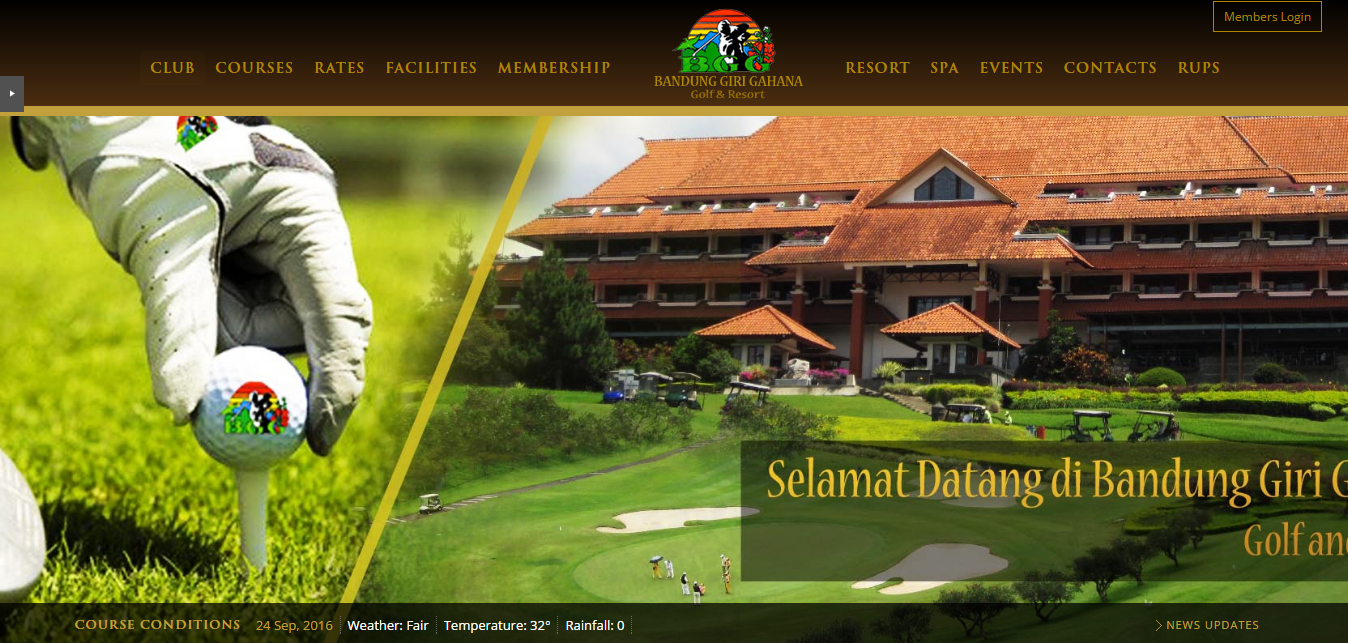 Members Login
CLUB COURSES RATES FACILITIES MEMBERSHIP RESORT SPA EVENTS CONTACTS RUPS
BGG
BANDUNG GIRI GAHANA
Golf & Resort
BGG
Selamat Datang di Bandung Giri G
Golf an
COURSE CONDITIONS 24 Sep, 2016 Weather: Fair Temperature: 32° Rainfall: 0 NEWS UPDATES